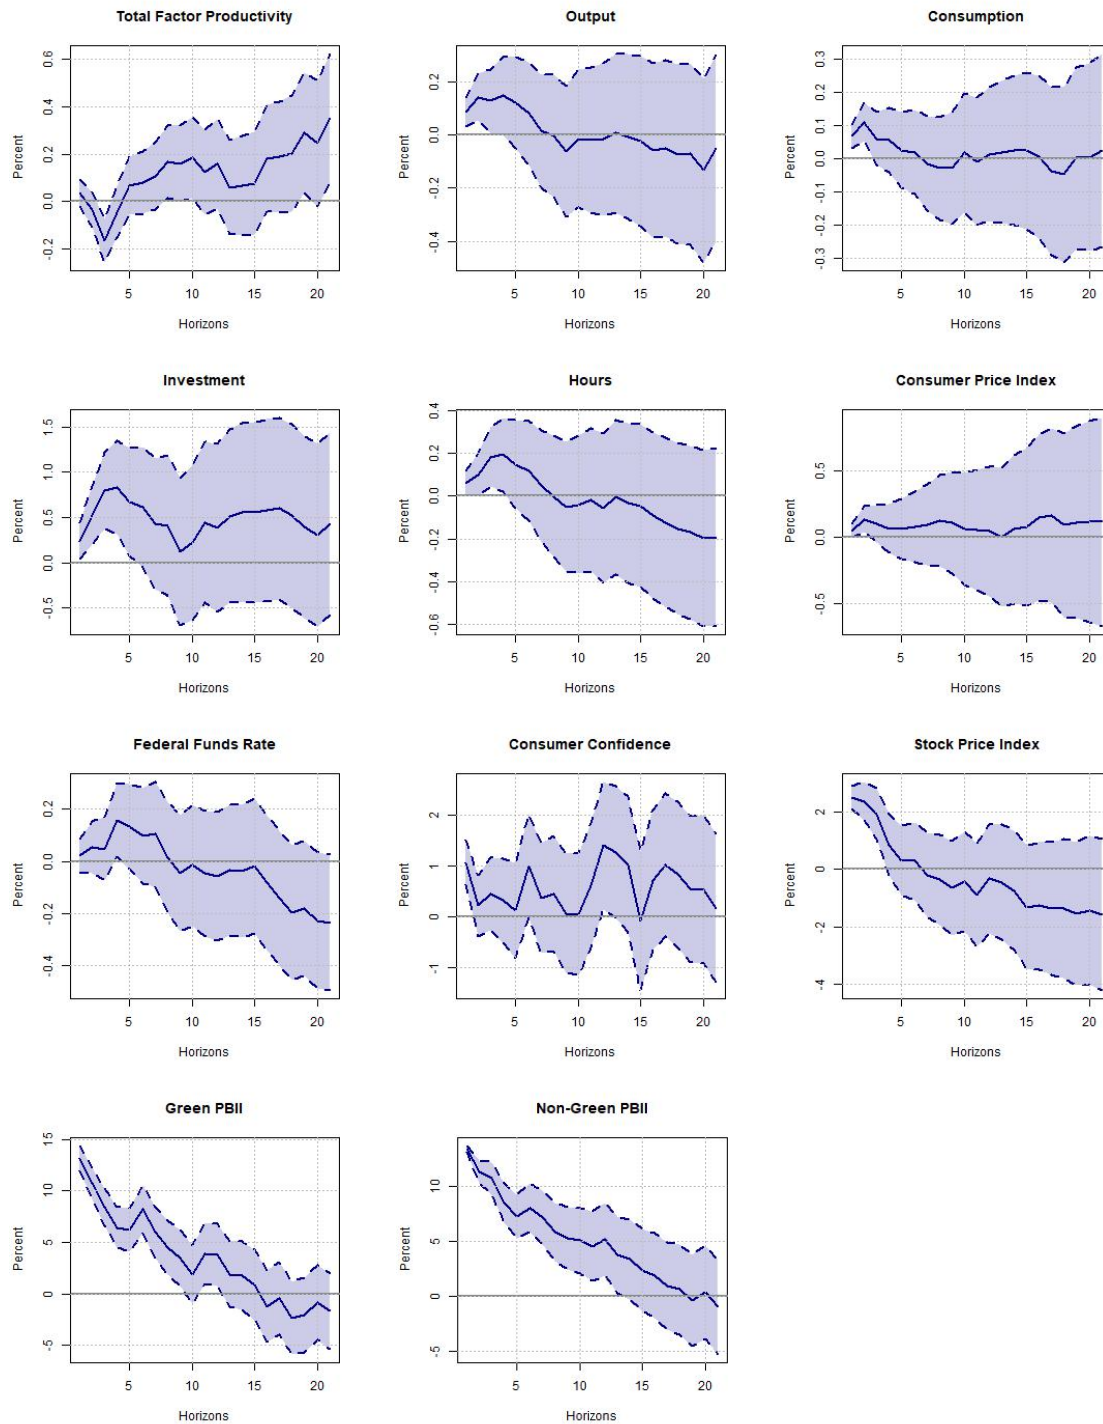 Total Factor Productivity
Output
Consumption
Percent
0.6
0.4
0.2
0.0
-0.2
5
10
15
20
Horizons
Percent
0.2
0.0
-0.2
-0.4
5
10
15
20
Horizons
Percent
0.3
0.2
0.1
0.0
-0.1
-0.2
-0.3
5
10
15
20
Horizons
Investment
Hours
Consumer Price Index
Percent
1.5
1.0
0.5
0.0
-0.5
5
10
15
20
Horizons
Percent
0.4
0.2
0.0
-0.2
-0.4
-0.6
5
10
15
20
Horizons
Percent
0.5
0.0
-0.5
5
10
15
20
Horizons
Federal Funds Rate
Consumer Confidence
Stock Price Index
Percent
0.2
0.0
-0.2
-0.4
5
10
15
20
Horizons
Percent
2
1
0
-1
5
10
15
20
Horizons
Percent
2
0
-2
-4
5
10
15
20
Horizons
Green PBII
Non-Green PBII
Percent
15
10
5
0
-5
5
10
15
20
Horizons
Percent
10
5
0
-5
5
10
15
20
Horizons